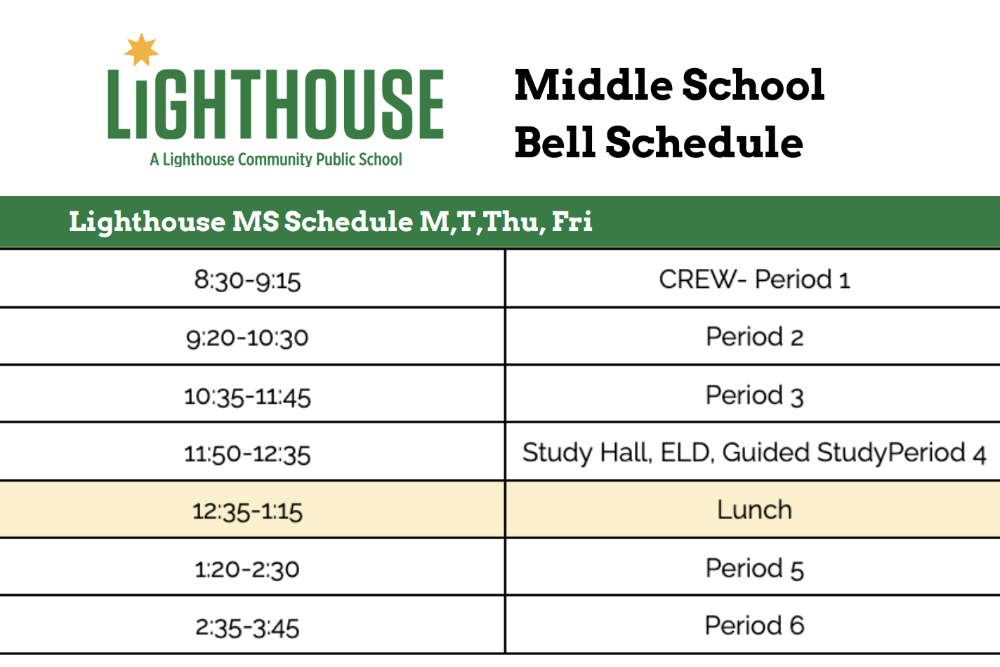 LiGHTHOUSE
A Lighthouse Community Public School
Middle School
Bell Schedule
Lighthouse MS Schedule M,T,Thu, Fri
8:30-9:15 CREW- Period 1
9:20-10:30 Period 2
10:35-11:45 Period 3
11:50-12:35 Study Hall, ELD, Guided StudyPeriod 4
12:35-1:15 Lunch
1:20-2:30 Period 5
2:35-3:45 Period 6